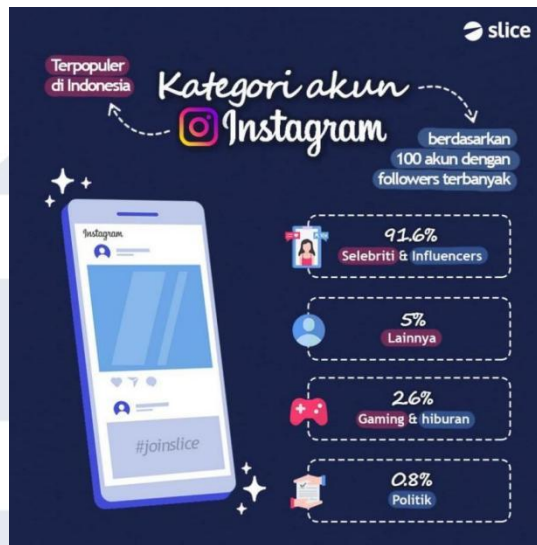 slice
Terpopuler
di Indonesia
Kategori akun
Instagram
berdasarkan
100 akun dengan
followers terbanyak
Instagram
#joinslice
91.6%
Selebriti & Influencers
5%
Lainnya
2.6%
Gaming & hiburan
0.8%
Politik